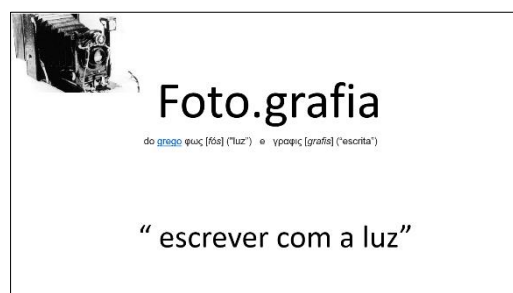 Foto.grafia
do grego φως [fós] ("luz") e γραφις [grafis] ("escrita")
“ escrever com a luz”